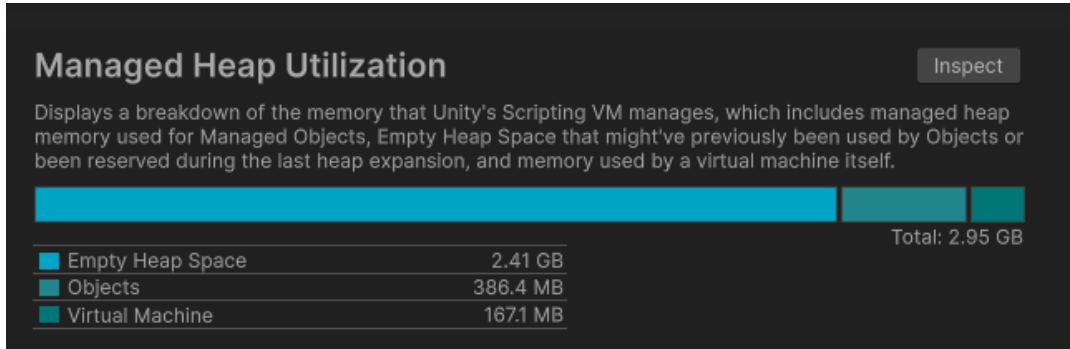 Managed Heap Utilization
Inspect
Displays a breakdown of the memory that Unity's Scripting VM manages, which includes managed heap
memory used for Managed Objects, Empty Heap Space that might've previously been used by Objects or
been reserved during the last heap expansion, and memory used by a virtual machine itself.
Total: 2.95 GB
Empty Heap Space 2.41 GB
Objects 386.4 MB
Virtual Machine 167.1 MB